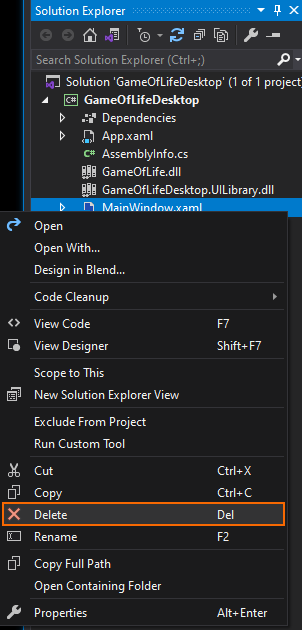 Solution Explorer
Search Solution Explorer (Ctrl+;)
Solution 'GameOfLifeDesktop' (1 of 1 project)
GameOfLifeDesktop
Dependencies
App.xaml
AssemblyInfo.cs
GameOfLife.dll
GameOfLifeDesktop.UILibrary.dll
MainWindow.xaml
Open
Open With...
Design in Blend...
Code Cleanup
View Code F7
View Designer Shift+F7
Scope to This
New Solution Explorer View
Exclude From Project
Run Custom Tool
Cut Ctrl+X
Copy Ctrl+C
Delete Del
Rename F2
Copy Full Path
Open Containing Folder
Properties Alt+Enter